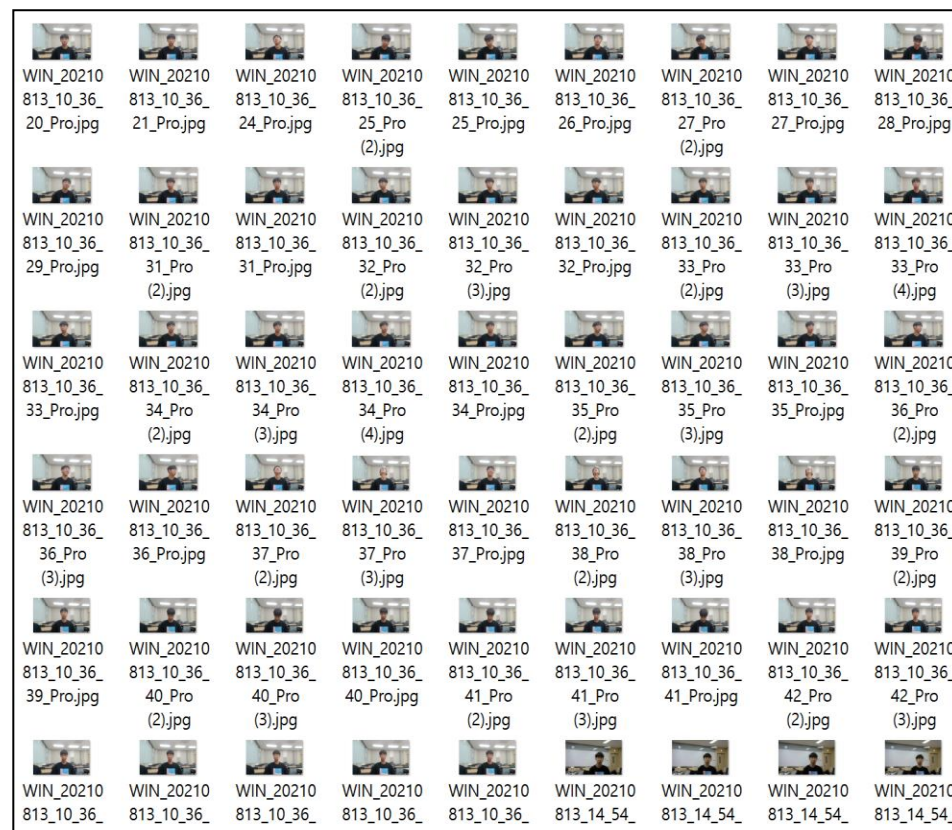 WIN_20210 WIN_20210 WIN_20210 WIN_20210 WIN_20210 WIN_20210 WIN_20210 WIN_20210 WIN_20210
813_10_36_ 813_10_36_ 813_10_36_ 813_10_36_ 813_10_36_ 813_10_36_ 813_10_36_ 813_10_36_ 813_10_36_
20_Pro.jpg 21_Pro.jpg 24_Pro.jpg 25_Pro 25_Pro.jpg 26_Pro.jpg 27_Pro 27_Pro.jpg 28_Pro.jpg
(2).jpg (2).jpg
WIN_20210 WIN_20210 WIN_20210 WIN_20210 WIN_20210 WIN_20210 WIN_20210 WIN_20210 WIN_20210
813_10_36_ 813_10_36_ 813_10_36_ 813_10_36_ 813_10_36_ 813_10_36_ 813_10_36_ 813_10_36_ 813_10_36_
29_Pro.jpg 31_Pro 31_Pro.jpg 32_Pro 32_Pro 32_Pro.jpg 33_Pro 33_Pro 33_Pro
(2).jpg (2).jpg (3).jpg (2).jpg (3).jpg (4).jpg
WIN_20210 WIN_20210 WIN_20210 WIN_20210 WIN_20210 WIN_20210 WIN_20210 WIN_20210 WIN_20210
813_10_36_ 813_10_36_ 813_10_36_ 813_10_36_ 813_10_36_ 813_10_36_ 813_10_36_ 813_10_36_ 813_10_36_
33_Pro.jpg 34_Pro 34_Pro 34_Pro 34_Pro.jpg 35_Pro 35_Pro 35_Pro.jpg 36_Pro
(2).jpg (3).jpg (4).jpg (2).jpg (3).jpg (2).jpg
WIN_20210 WIN_20210 WIN_20210 WIN_20210 WIN_20210 WIN_20210 WIN_20210 WIN_20210 WIN_20210
813_10_36_ 813_10_36_ 813_10_36_ 813_10_36_ 813_10_36_ 813_10_36_ 813_10_36_ 813_10_36_ 813_10_36_
36_Pro 36_Pro.jpg 37_Pro 37_Pro 37_Pro.jpg 38_Pro 38_Pro 38_Pro.jpg 39_Pro
(3).jpg (2).jpg (3).jpg (2).jpg (3).jpg (2).jpg
WIN_20210 WIN_20210 WIN_20210 WIN_20210 WIN_20210 WIN_20210 WIN_20210 WIN_20210 WIN_20210
813_10_36_ 813_10_36_ 813_10_36_ 813_10_36_ 813_10_36_ 813_10_36_ 813_10_36_ 813_10_36_ 813_10_36_
39_Pro.jpg 40_Pro 40_Pro 40_Pro.jpg 41_Pro 41_Pro 41_Pro.jpg 42_Pro 42_Pro
(2).jpg (3).jpg (2).jpg (3).jpg (2).jpg (3).jpg
WIN_20210 WIN_20210 WIN_20210 WIN_20210 WIN_20210 WIN_20210 WIN_20210 WIN_20210 WIN_20210
813_10_36_ 813_10_36_ 813_10_36_ 813_10_36_ 813_10_36_ 813_14_54_ 813_14_54_ 813_14_54_ 813_14_54_